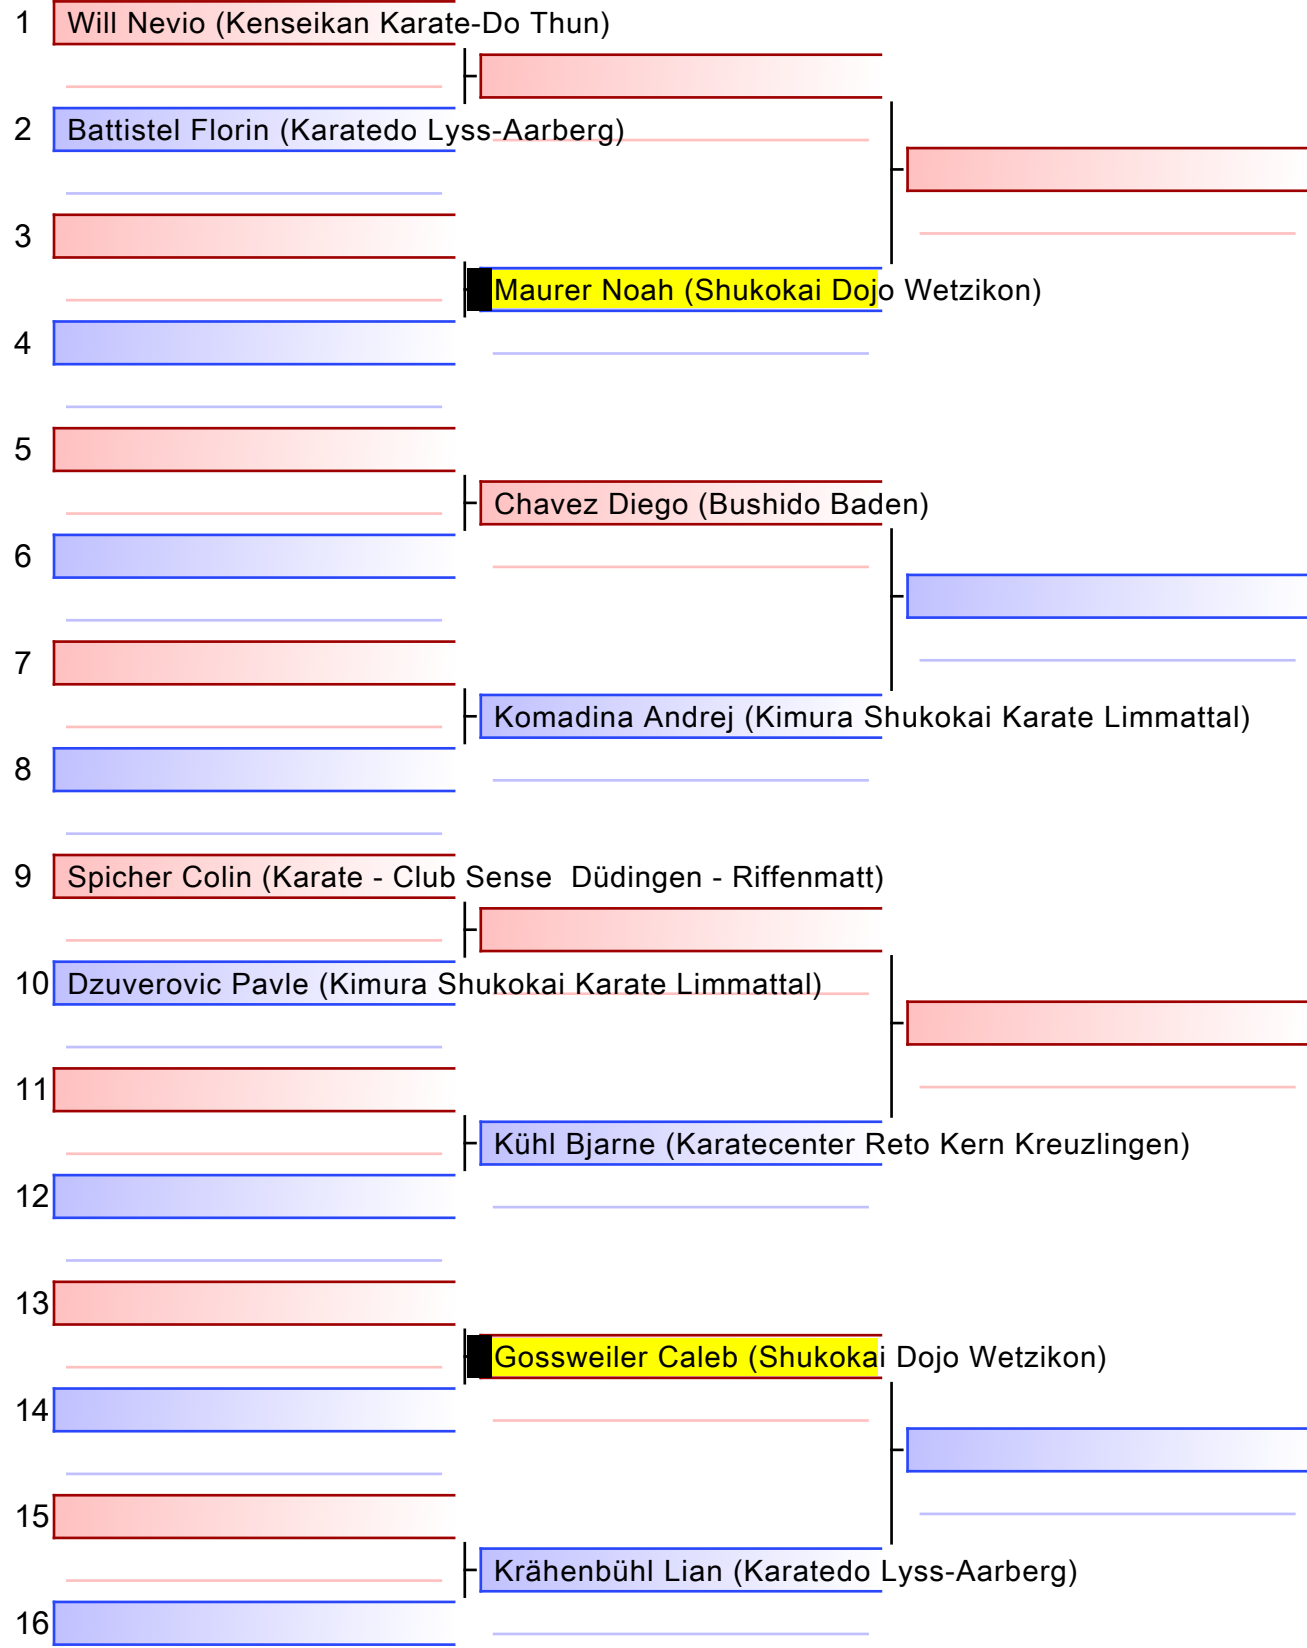 1 Will Nevio (Kenseikan Karate-Do Thun)
2 Battistel Florin (Karatedo Lyss-Aarberg)
3
Maurer Noah (Shukokai Dojo Wetzikon)
4
5
Chavez Diego (Bushido Baden)
6
7
Komadina Andrej (Kimura Shukokai Karate Limmattal)
8
9 Spicher Colin (Karate - Club Sense  Düdingen - Riffenmatt)
10 Dzuverovic Pavle (Kimura Shukokai Karate Limmattal)
11
Kühl Bjarne (Karatecenter Reto Kern Kreuzlingen)
12
13
Gossweiler Caleb (Shukokai Dojo Wetzikon)
14
15
Krähenbühl Lian (Karatedo Lyss-Aarberg)
16